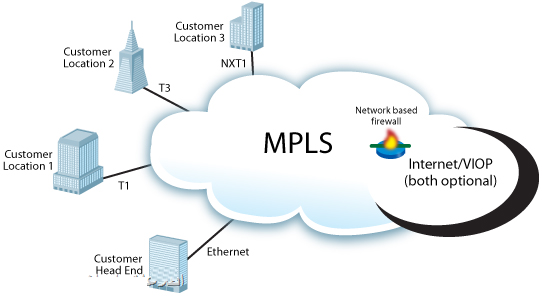 Customer
Location 3
Customer
Location 2
NXT1
T3
Network based
firewall
MPLS
Internet/VIOP
(both optional)
Customer
Location 1
T1
Ethernet
Customer
Head End